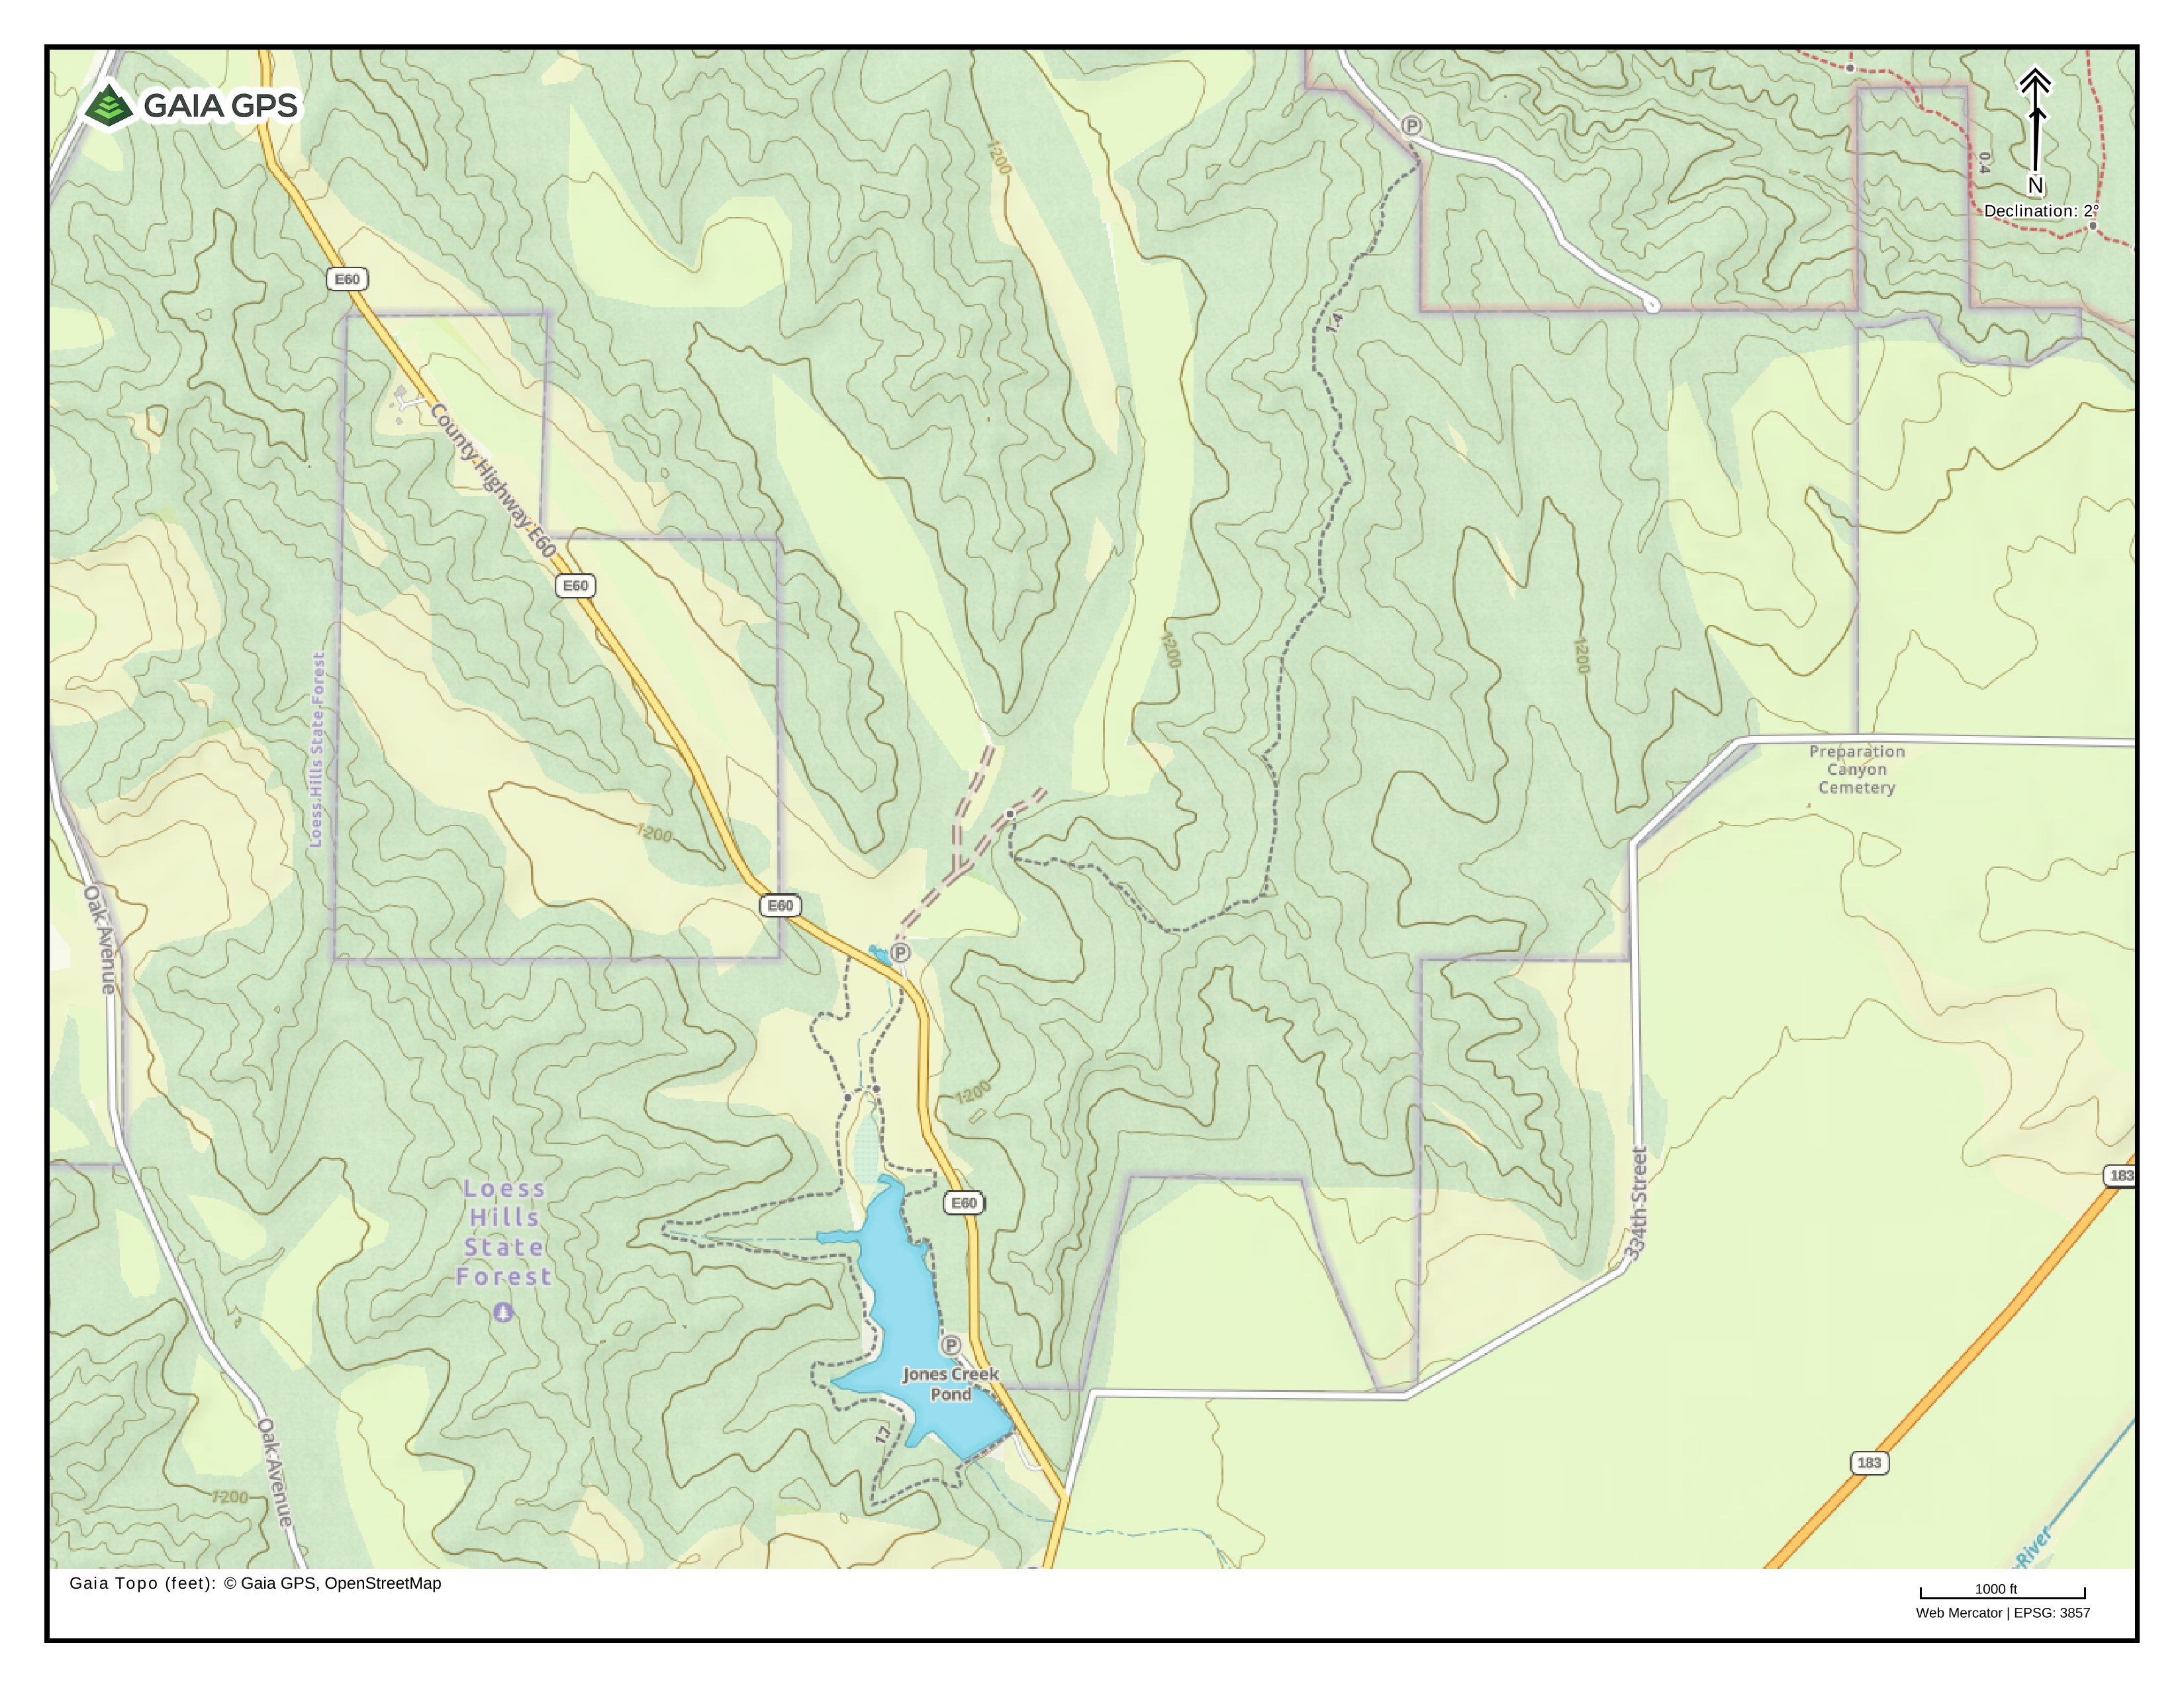 GAIA GPS
P
1200
0.4
N
Declination: 2°
E60
1.4
County Highway E60
E60
Loess Hills State Forest
1200
1200
1200
Preparation
Canyon
Cemetery
Oak Avenue
E60
P
1200
334th Street
183
Loess
Hills
State
Forest
E60
P
Jones Creek
Pond
1.7
Oak Avenue
183
1200
River
Gaia Topo (feet): © Gaia GPS, OpenStreetMap
1000 ft
Web Mercator | EPSG: 3857